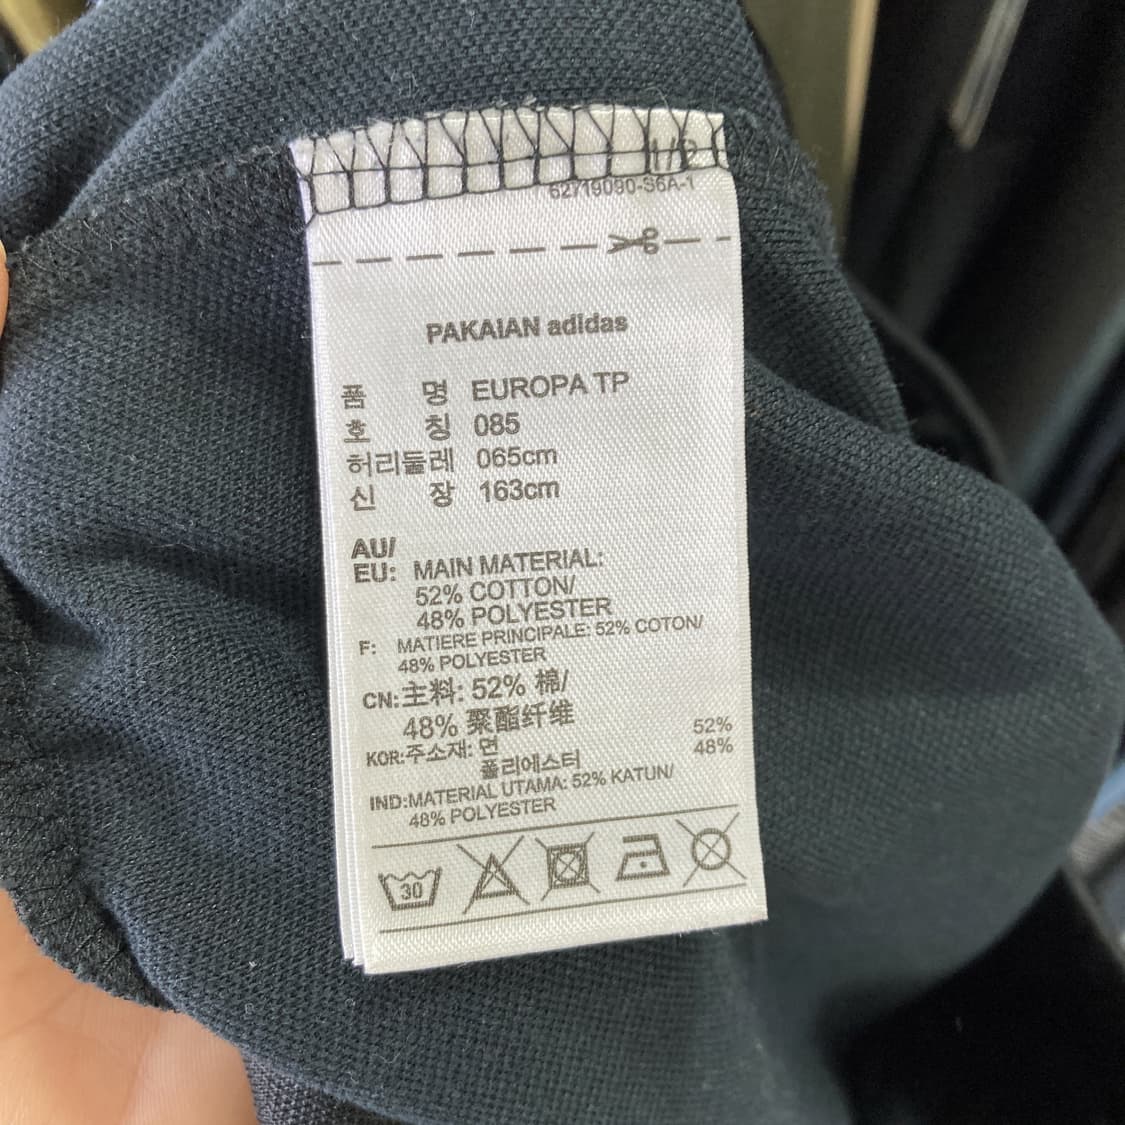 1/2
62719090-S6A-1
PAKAIAN adidas
품 명 EUROPA TP
호 칭 085
허리둘레 065cm
신 장 163cm
AU/
EU: MAIN MATERIAL:
52% COTTON/
48% POLYESTER
F: MATIERE PRINCIPALE: 52% COTON/
48% POLYESTER
CN:主料: 52% 棉/
48% 聚酯纤维
KOR:주소재: 면 52%
폴리에스터 48%
IND:MATERIAL UTAMA: 52% KATUN/
48% POLYESTER
30